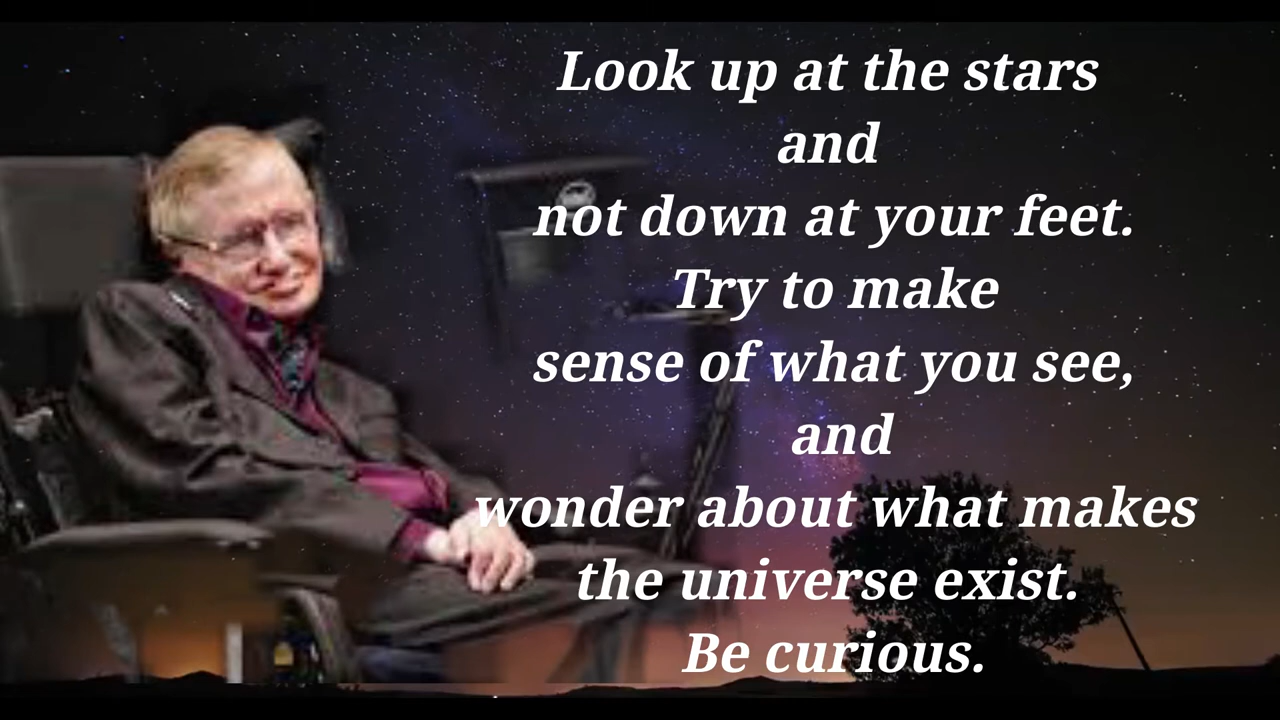 Look up at the stars
and
not down at your feet.
Try to make
sense of what you see,
and
wonder about what makes
the universe exist.
Be curious.